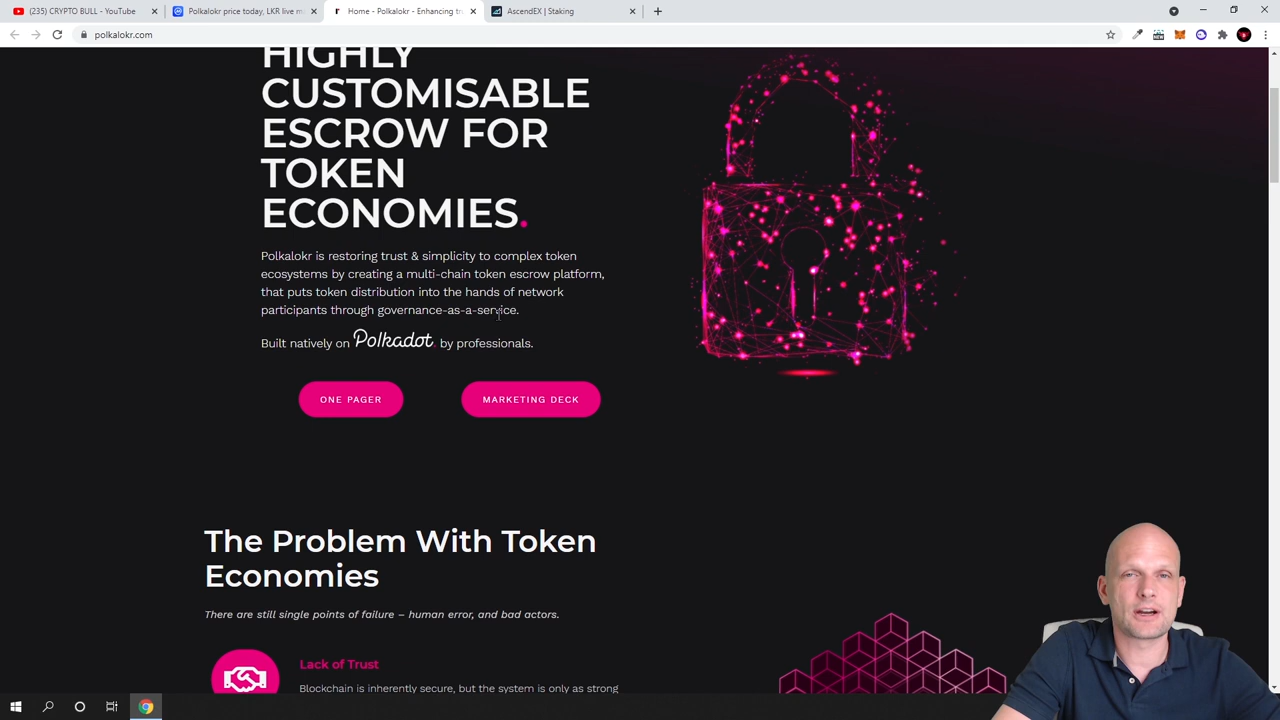 (235) CRYPTO BULL - YouTube
Polkalokr price today, LKR live m
Home - Polkalokr - Enhancing tr
AscendEX | Staking
polkalokr.com
HIGHLY
CUSTOMISABLE
ESCROW FOR
TOKEN
ECONOMIES.
Polkalokr is restoring trust & simplicity to complex token
ecosystems by creating a multi-chain token escrow platform,
that puts token distribution into the hands of network
participants through governance-as-a-service.
Built natively on Polkadot. by professionals.
ONE PAGER
MARKETING DECK
The Problem With Token
Economies
There are still single points of failure – human error, and bad actors.
Lack of Trust
Blockchain is inherently secure, but the system is only as strong